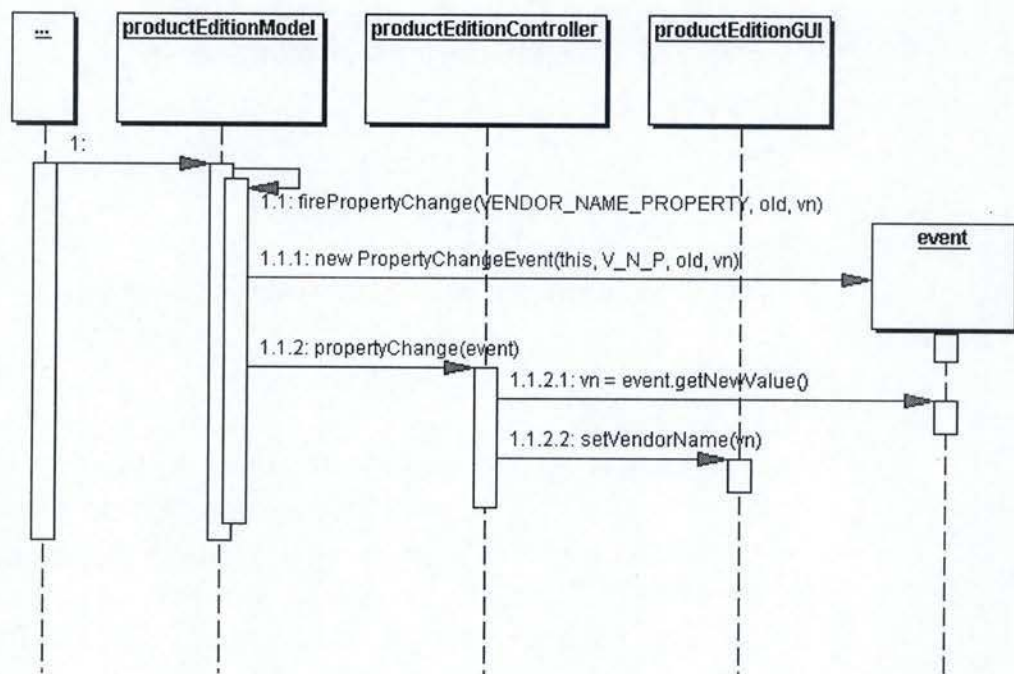 ...
productEditionModel
productEditionController
productEditionGUI
1:
1.1: firePropertyChange(VENDOR_NAME_PROPERTY, old, vn)
event
1.1.1: new PropertyChangeEvent(this, V_N_P, old, vn)
1.1.2: propertyChange(event)
1.1.2.1: vn = event.getNewValue()
1.1.2.2: setVendorName(vn)